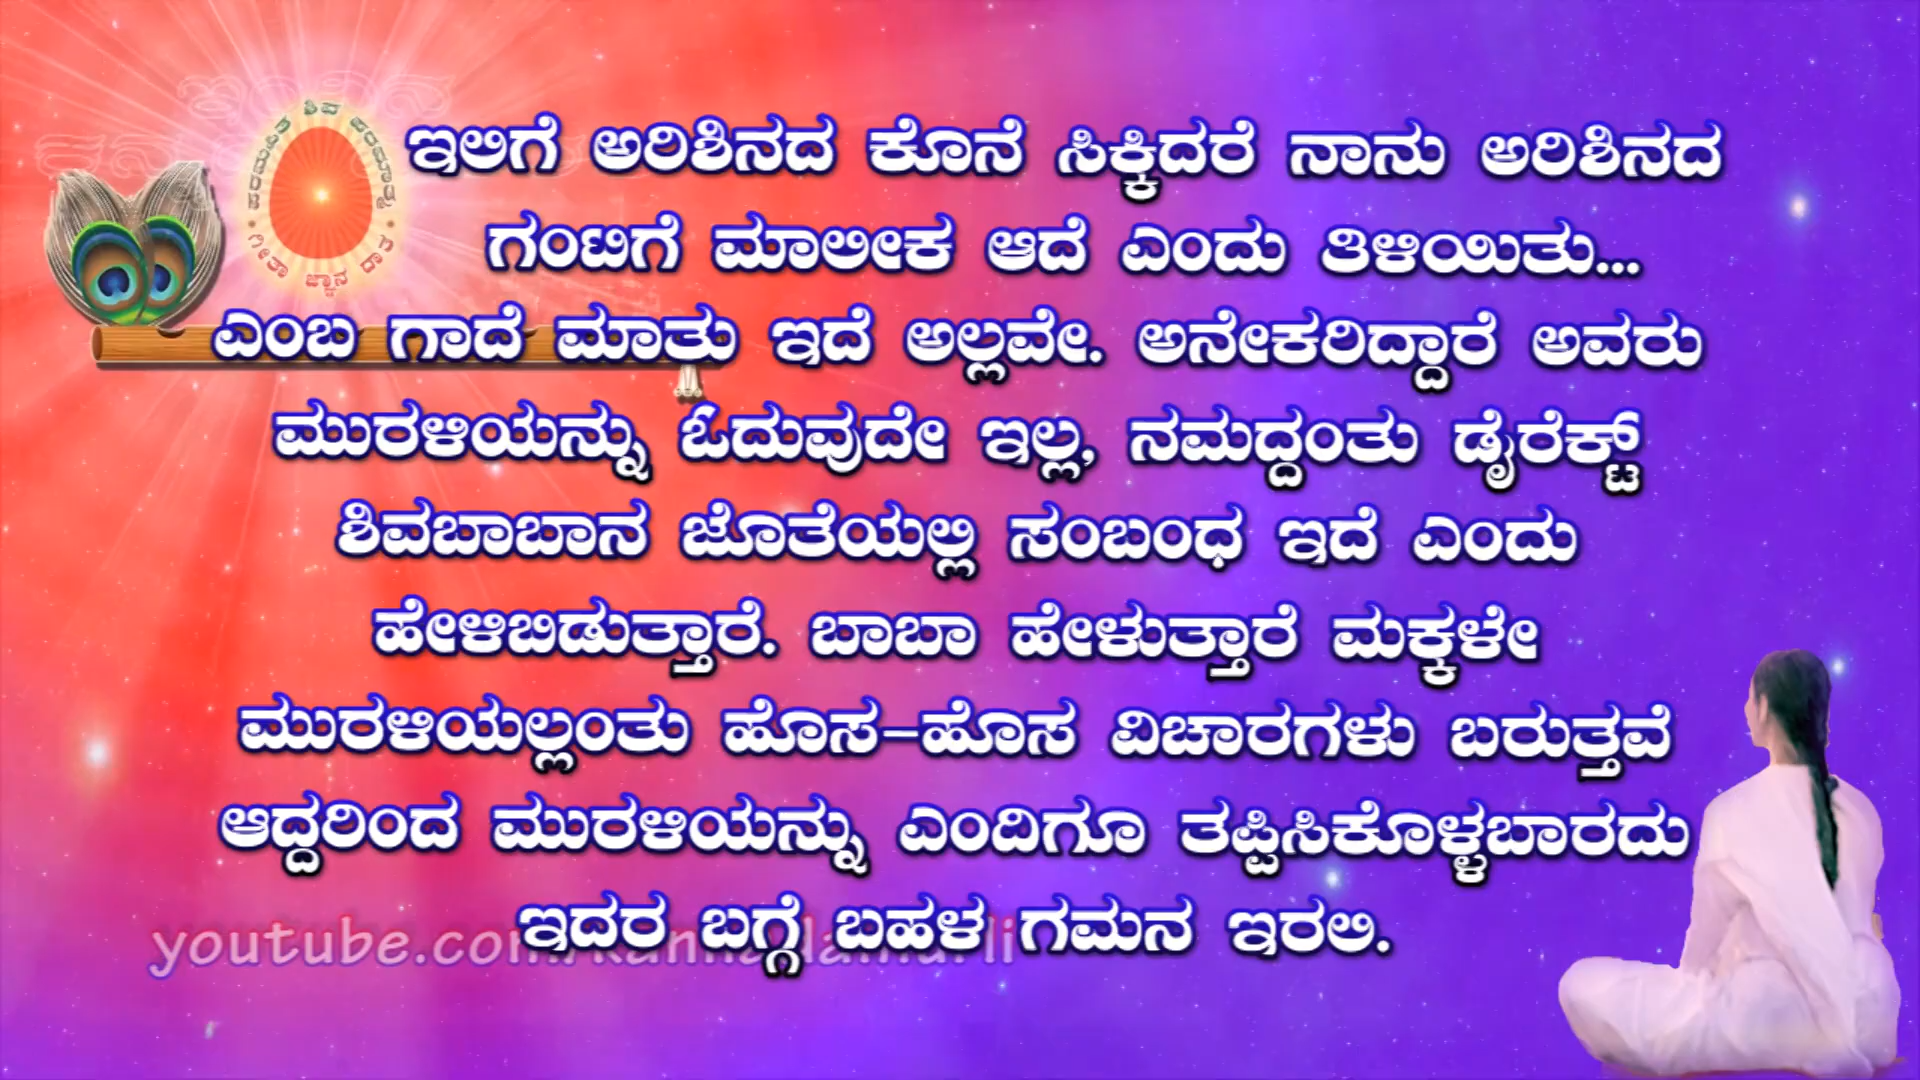 ಶಿವ ಪರಮಾತ್ಮ
ಗೀತಾ ಜ್ಞಾನ ದಾತ
ಇಲಿಗೆ ಅರಿಶಿನದ ಕೊನೆ ಸಿಕ್ಕಿದರೆ ನಾನು ಅರಿಶಿನದ
ಗಂಟಿಗೆ ಮಾಲೀಕ ಆದೆ ಎಂದು ತಿಳಿಯಿತು...
ಎಂಬ ಗಾದೆ ಮಾತು ಇದೆ ಅಲ್ಲವೇ. ಅನೇಕರಿದ್ದಾರೆ ಅವರು
ಮುರಳಿಯನ್ನು ಓದುವುದೇ ಇಲ್ಲ, ನಮದ್ದಂತು ಡೈರೆಕ್ಟ್
ಶಿವಬಾಬಾನ ಜೊತೆಯಲ್ಲಿ ಸಂಬಂಧ ಇದೆ ಎಂದು
ಹೇಳಿಬಿಡುತ್ತಾರೆ. ಬಾಬಾ ಹೇಳುತ್ತಾರೆ ಮಕ್ಕಳೇ
ಮುರಳಿಯಲ್ಲಂತು ಹೊಸ-ಹೊಸ ವಿಚಾರಗಳು ಬರುತ್ತವೆ
ಆದ್ದರಿಂದ ಮುರಳಿಯನ್ನು ಎಂದಿಗೂ ತಪ್ಪಿಸಿಕೊಳ್ಳಬಾರದು
ಇದರ ಬಗ್ಗೆ ಬಹಳ ಗಮನ ಇರಲಿ.